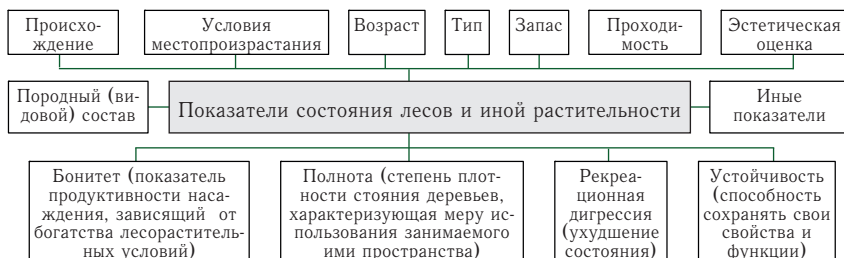 Происхо-
ждение
Условия
местопроизрастания
Возраст
Тип
Запас
Проходи-
мость
Эстетическая
оценка
Породный (ви-
довой) состав
Показатели состояния лесов и иной растительности
Иные
показатели
Бонитет (показатель
продуктивности наса-
ждения, зависящий от
богатства лесораститель-
ных условий)
Полнота (степень плот-
ности стояния деревьев,
характеризующая меру ис-
пользования занимаемого
ими пространства)
Рекреа-
ционная
дигрессия
(ухудшение
состояния)
Устойчивость
(способность
сохранять свои
свойства и
функции)